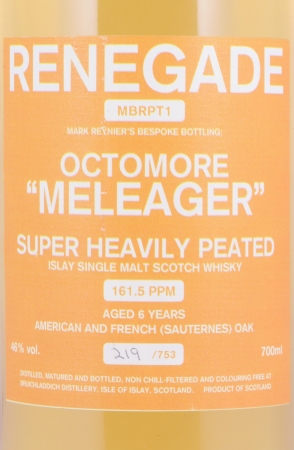 RENEGADE
MBRPT1
MARK REYNIER'S BESPOKE BOTTLING:
OCTOMORE
"MELEAGER"
SUPER HEAVILY PEATED
ISLAY SINGLE MALT SCOTCH WHISKY
161.5 PPM
AGED 6 YEARS
AMERICAN AND FRENCH (SAUTERNES) OAK
46% vol. 219 /753 700ml
DISTILLED, MATURED AND BOTTLED, NON CHILL-FILTERED AND COLOURING FREE AT
BRUICHLADDICH DISTILLERY, ISLE OF ISLAY, SCOTLAND. PRODUCT OF SCOTLAND